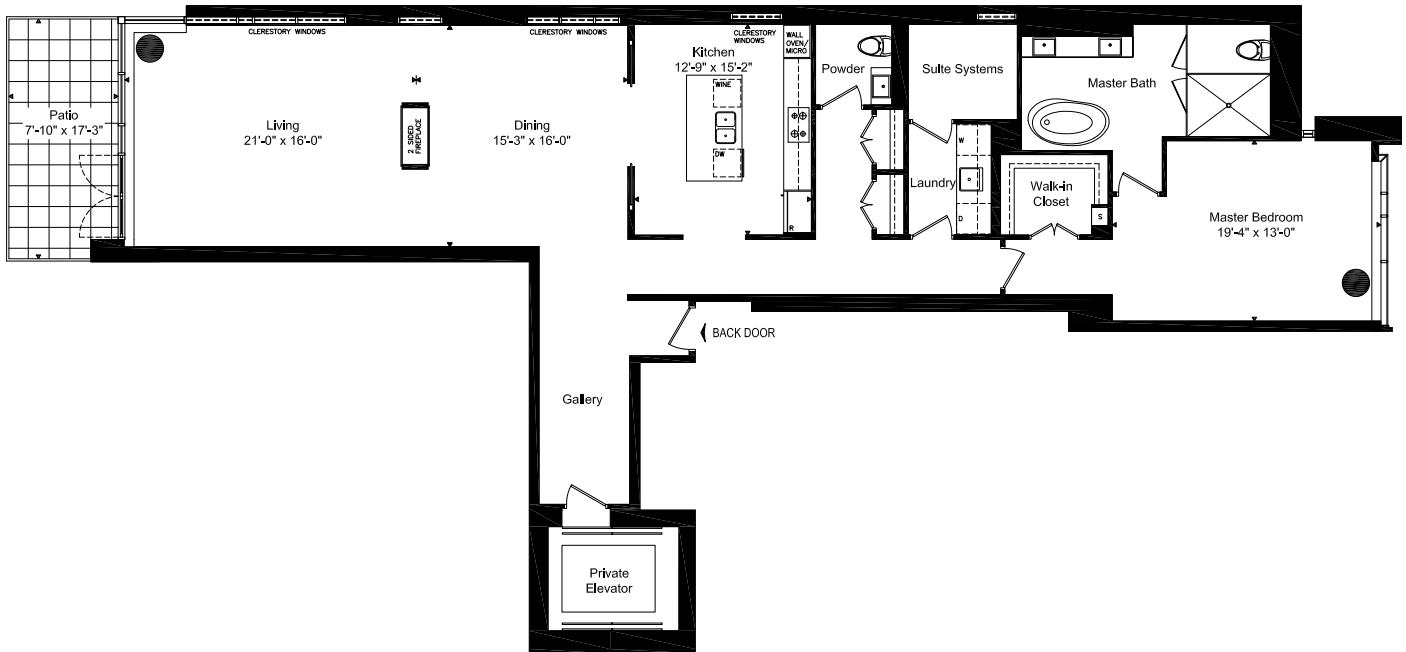 CLERESTORY WINDOWS
CLERESTORY WINDOWS
CLERESTORY
WINDOWS
WALL
OVEN/
MICRO
Kitchen
12'-9" x 15'-2"
Powder
Suite Systems
Master Bath
WINE
Patio
7'-10" x 17'-3"
Living
21'-0" x 16'-0"
2 SIDED
FIREPLACE
Dining
15'-3" x 16'-0"
DW
W
Laundry
D
R
Walk-in
Closet
S
Master Bedroom
19'-4" x 13'-0"
BACK DOOR
Gallery
Private
Elevator